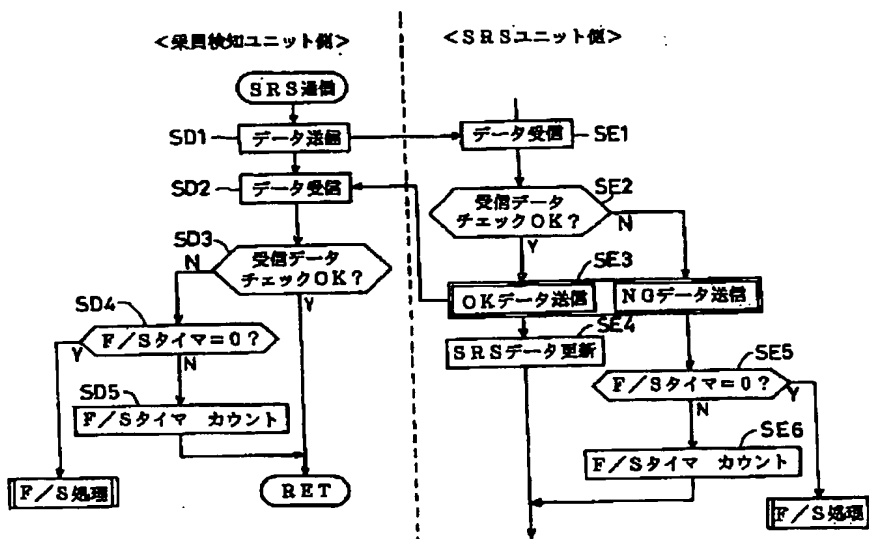 <乗員検知ユニット側>
SRS通信
SD1
データ送信
SD2
データ受信
SD3
受信データ
チェックOK?
N
Y
SD4
F/Sタイマ=0?
Y
N
SD5
F/Sタイマ カウント
F/S処理
RET
<SRSユニット側>
データ受信
SE1
SE2
受信データ
チェックOK?
N
Y
SE3
OKデータ送信
NGデータ送信
SE4
SRSデータ更新
SE5
F/Sタイマ=0?
Y
N
SE6
F/Sタイマ カウント
F/S処理